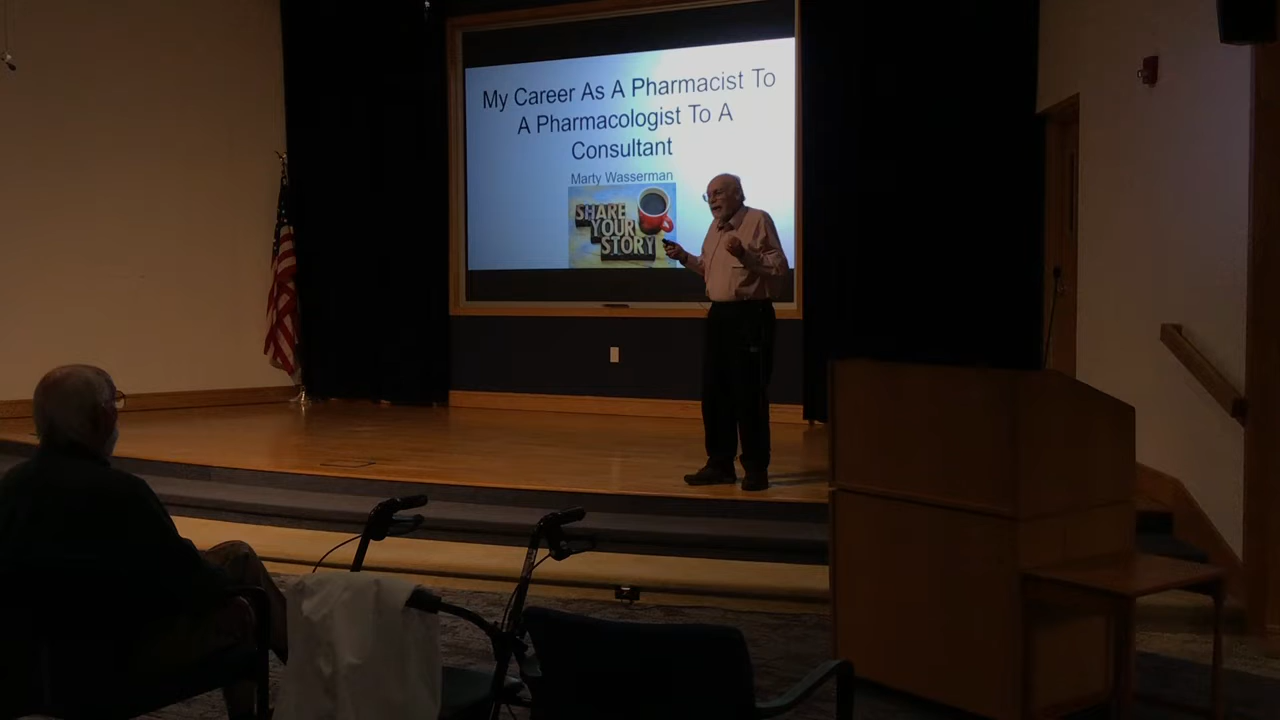 My Career As A Pharmacist To
A Pharmacologist To A
Consultant
Marty Wasserman
SHARE
YOUR
STORY